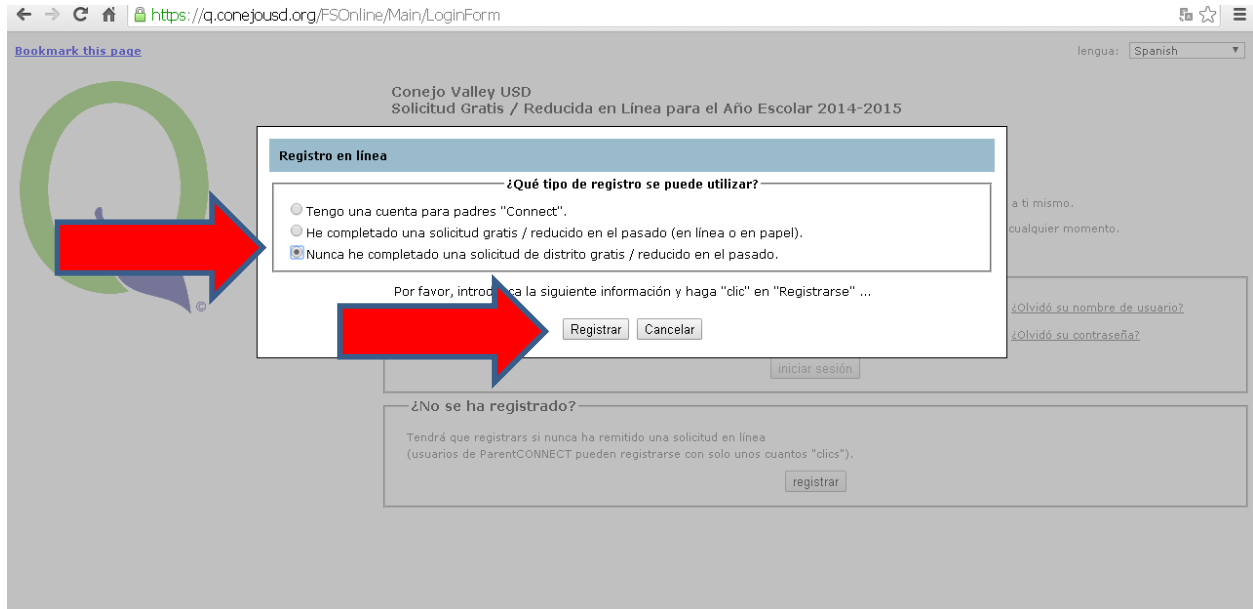 https://q.conejousd.org/FSOnline/Main/LoginForm
Bookmark this page
lengua: Spanish
Conejo Valley USD
Solicitud Gratis / Reducida en Línea para el Año Escolar 2014-2015
Registro en línea
¿Qué tipo de registro se puede utilizar?
Tengo una cuenta para padres "Connect".
a ti mismo.
He completado una solicitud gratis / reducido en el pasado (en línea o en papel).
cualquier momento.
Nunca he completado una solicitud de distrito gratis / reducido en el pasado.
Por favor, introduzca la siguiente información y haga "clic" en "Registrarse" ...
©
¿Olvidó su nombre de usuario?
Registrar Cancelar
¿Olvidó su contraseña?
iniciar sesión
¿No se ha registrado?
Tendrá que registrars si nunca ha remitido una solicitud en línea
(usuarios de ParentCONNECT pueden registrarse con solo unos cuantos "clics").
registrar